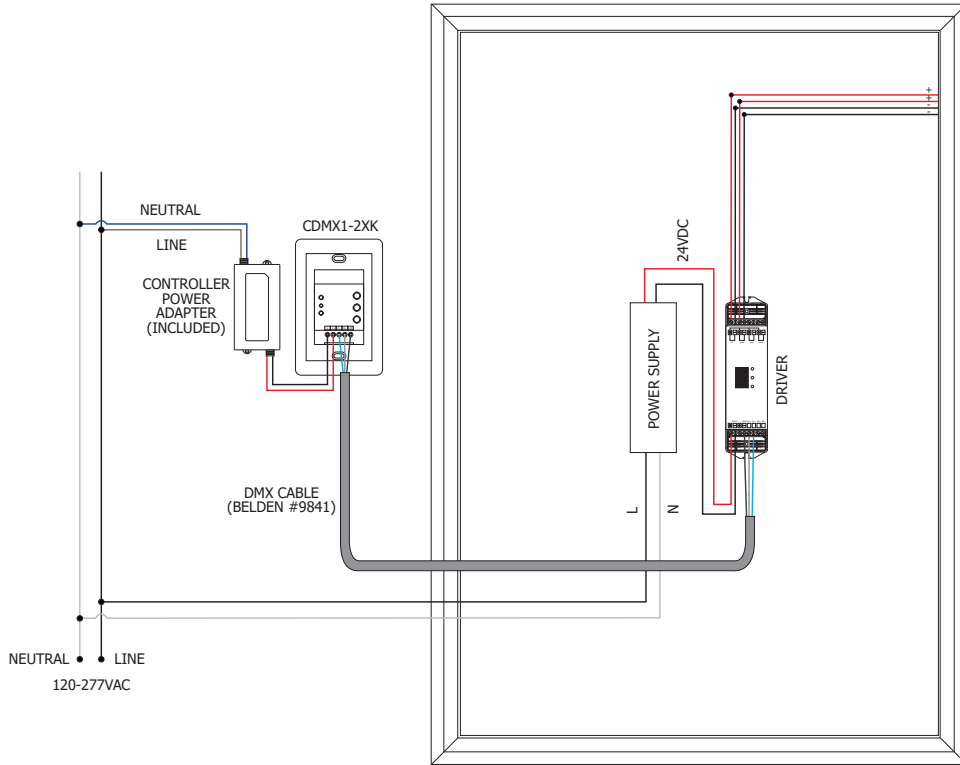 +
+
-
-
NEUTRAL
CDMX1-2XK
LINE
24VDC
CONTROLLER
POWER
ADAPTER
(INCLUDED)
POWER SUPPLY
DRIVER
DMX CABLE
(BELDEN #9841)
L
N
NEUTRAL
LINE
120-277VAC